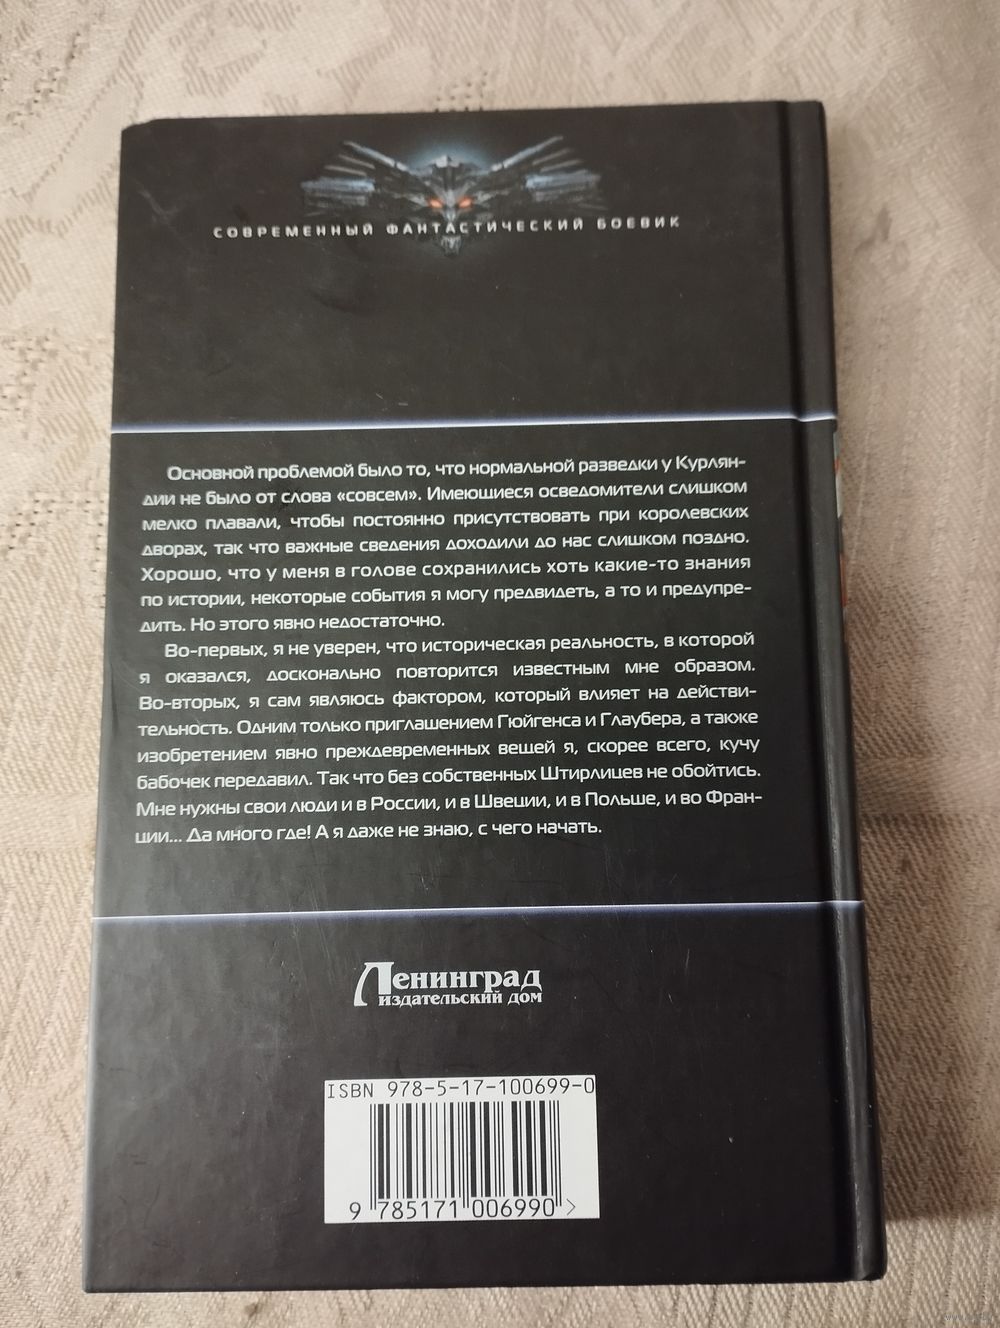 СОВРЕМЕННЫЙ ФАНТАСТИЧЕСКИЙ БОЕВИК
Основной проблемой было то, что нормальной разведки у Курлян-
дии не было от слова «совсем». Имеющиеся осведомители слишком
мелко плавали, чтобы постоянно присутствовать при королевских
дворах, так что важные сведения доходили до нас слишком поздно.
Хорошо, что у меня в голове сохранились хоть какие-то знания
по истории, некоторые события я могу предвидеть, а то и предупре-
дить. Но этого явно недостаточно.
Во-первых, я не уверен, что историческая реальность, в которой
я оказался, досконально повторится известным мне образом.
Во-вторых, я сам являюсь фактором, который влияет на действи-
тельность. Одним только приглашением Гюйгенса и Глаубера, а также
изобретением явно преждевременных вещей я, скорее всего, кучу
бабочек передавил. Так что без собственных Штирлицев не обойтись.
Мне нужны свои люди и в России, и в Швеции, и в Польше, и во Фран-
ции... Да много где! А я даже не знаю, с чего начать.
Ленинград
издательский дом
ISBN 978-5-17-100699-0
9 785171 006990 >